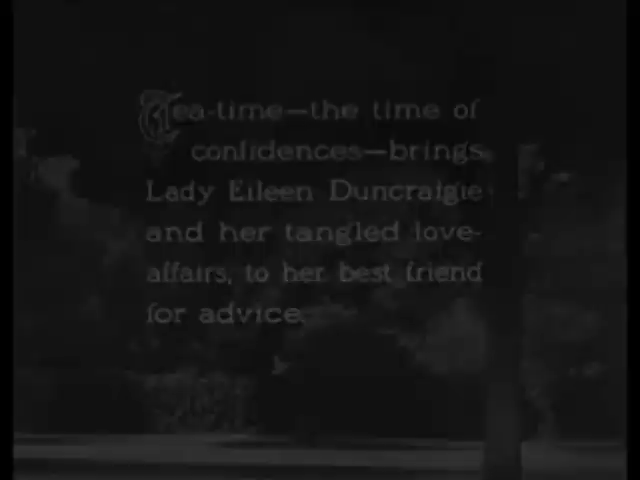 Tea-time—the time of
confidences—brings
Lady Eileen Duncraigie
and her tangled love-
affairs, to her best friend
for advice.